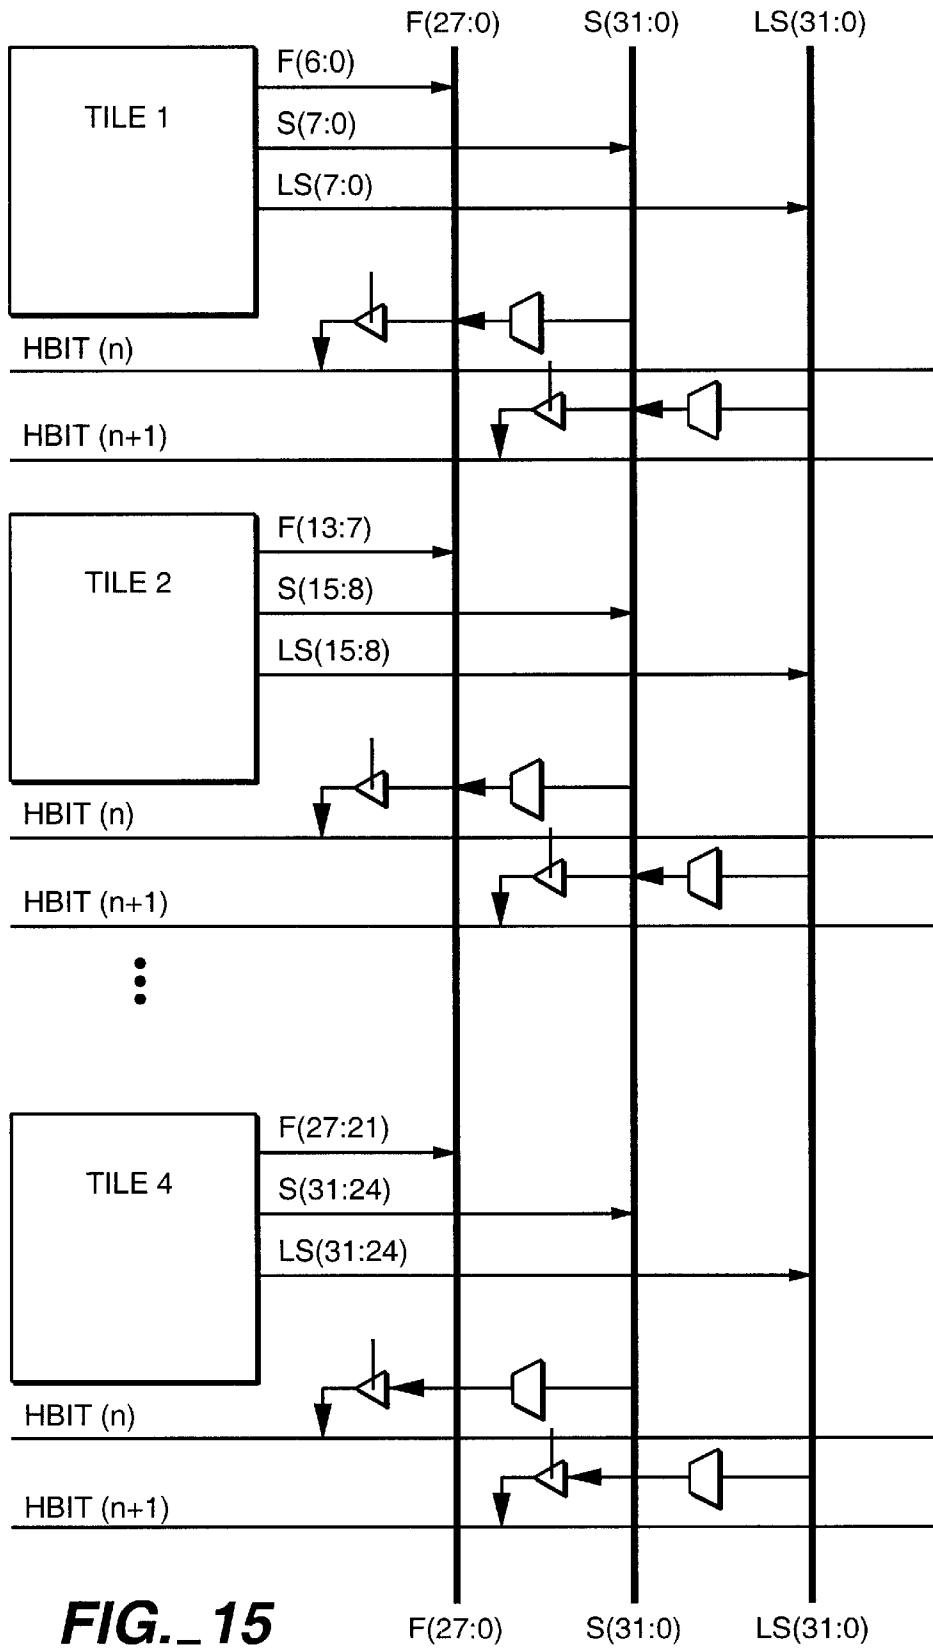 F(27:0) S(31:0) LS(31:0)
F(6:0)
TILE 1
S(7:0)
LS(7:0)
HBIT (n)
HBIT (n+1)
F(13:7)
TILE 2
S(15:8)
LS(15:8)
HBIT (n)
HBIT (n+1)
F(27:21)
TILE 4
S(31:24)
LS(31:24)
HBIT (n)
HBIT (n+1)
FIG._15
F(27:0) S(31:0) LS(31:0)